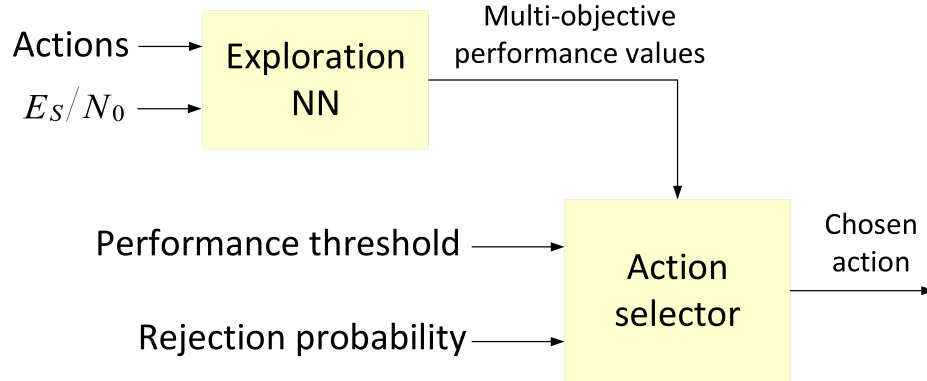 Actions
E_S/N_0
Exploration
NN
Multi-objective
performance values
Performance threshold
Rejection probability
Action
selector
Chosen
action